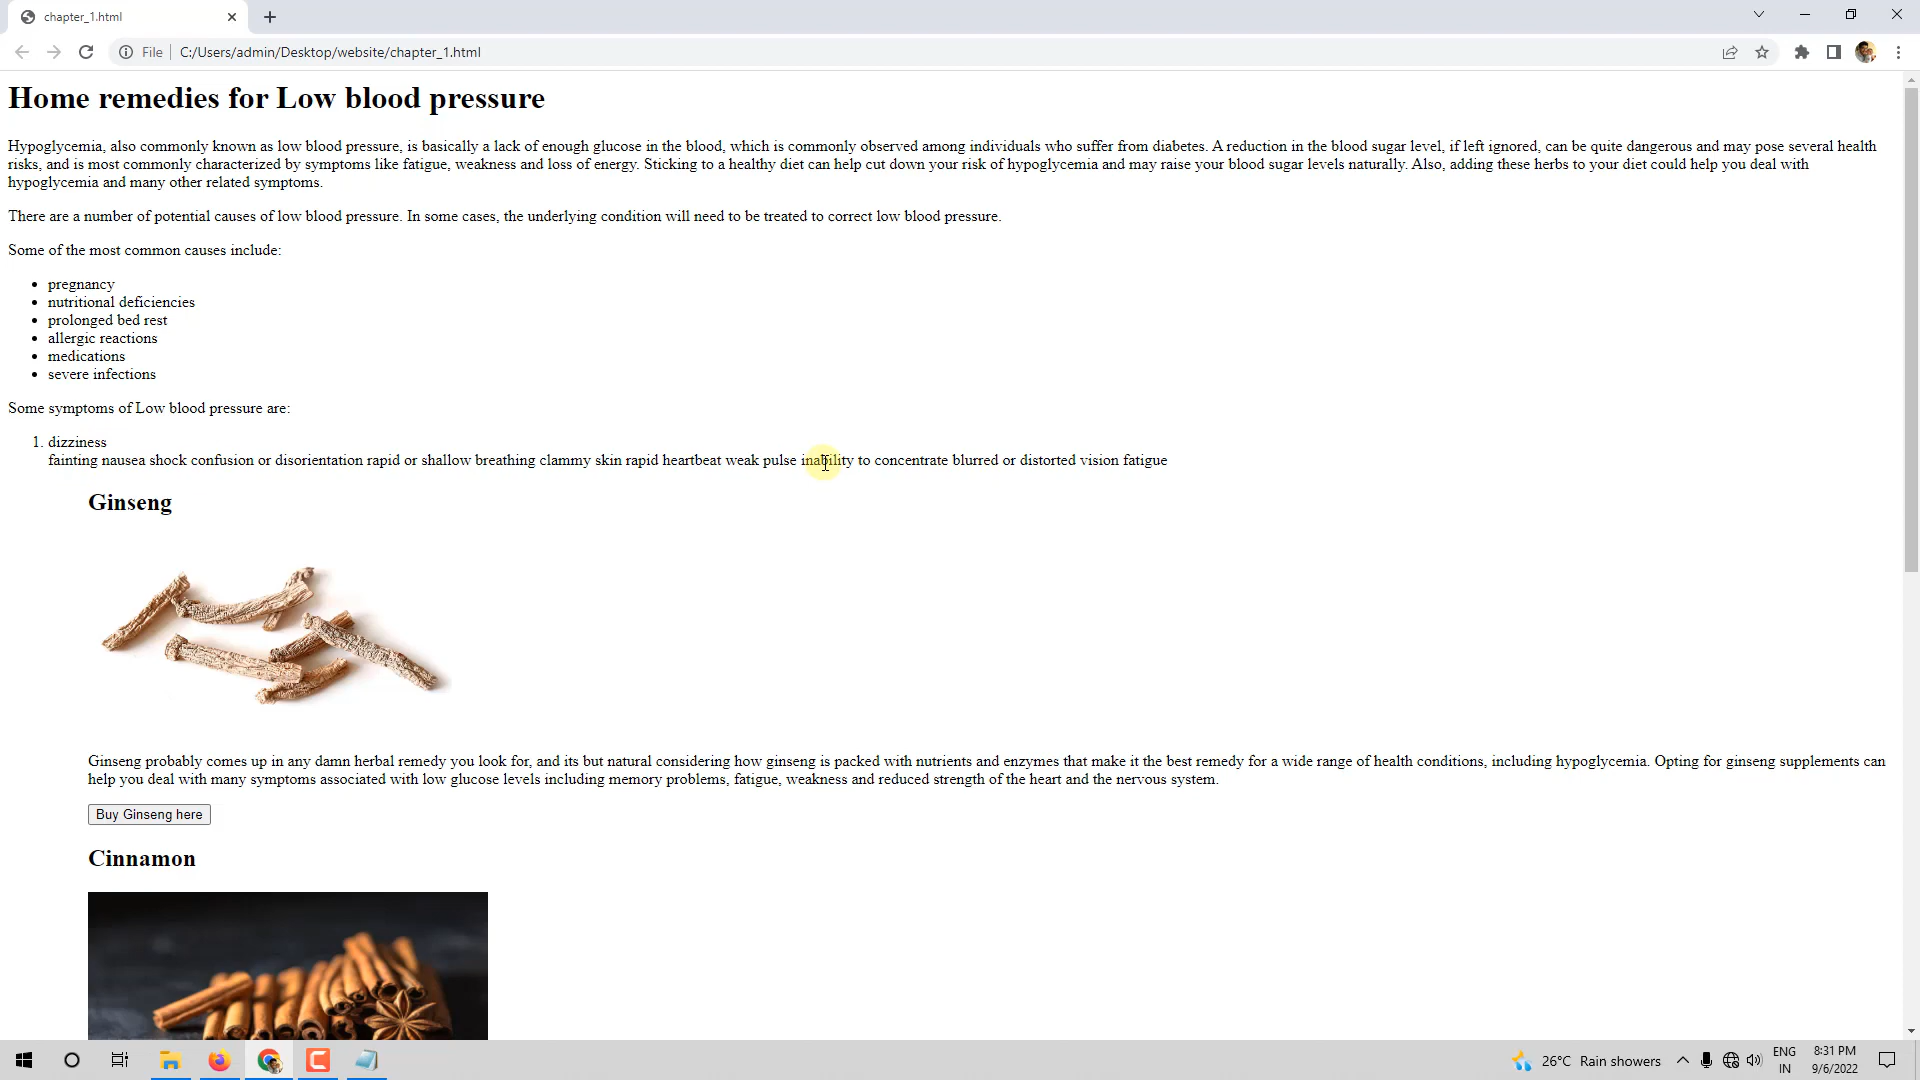 chapter_1.html
File
C:/Users/admin/Desktop/website/chapter_1.html
Home remedies for Low blood pressure
Hypoglycemia, also commonly known as low blood pressure, is basically a lack of enough glucose in the blood, which is commonly observed among individuals who suffer from diabetes. A reduction in the blood sugar level, if left ignored, can be quite dangerous and may pose several health
risks, and is most commonly characterized by symptoms like fatigue, weakness and loss of energy. Sticking to a healthy diet can help cut down your risk of hypoglycemia and may raise your blood sugar levels naturally. Also, adding these herbs to your diet could help you deal with
hypoglycemia and many other related symptoms.
There are a number of potential causes of low blood pressure. In some cases, the underlying condition will need to be treated to correct low blood pressure.
Some of the most common causes include:
• pregnancy
• nutritional deficiencies
• prolonged bed rest
• allergic reactions
• medications
• severe infections
Some symptoms of Low blood pressure are:
1. dizziness
fainting nausea shock confusion or disorientation rapid or shallow breathing clammy skin rapid heartbeat weak pulse inability to concentrate blurred or distorted vision fatigue
Ginseng
Ginseng probably comes up in any damn herbal remedy you look for, and its but natural considering how ginseng is packed with nutrients and enzymes that make it the best remedy for a wide range of health conditions, including hypoglycemia. Opting for ginseng supplements can
help you deal with many symptoms associated with low glucose levels including memory problems, fatigue, weakness and reduced strength of the heart and the nervous system.
Buy Ginseng here
Cinnamon
26°C Rain showers
ENG
IN
8:31 PM
9/6/2022